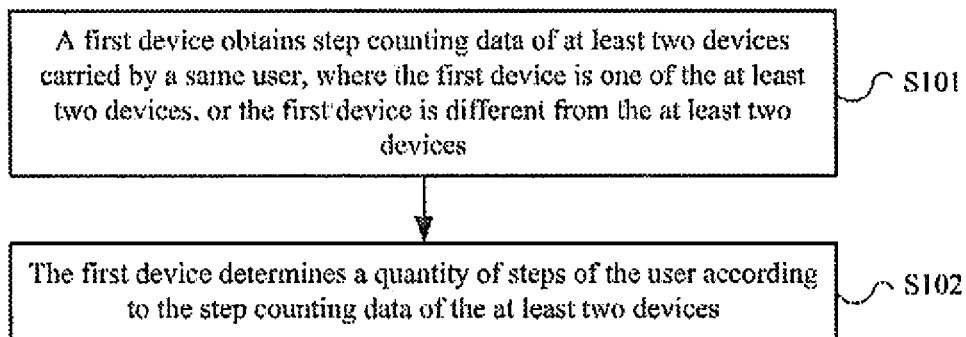 A first device obtains step counting data of at least two devices
carried by a same user, where the first device is one of the at least
two devices, or the first device is different from the at least two
devices
S101
The first device determines a quantity of steps of the user according
to the step counting data of the at least two devices
S102